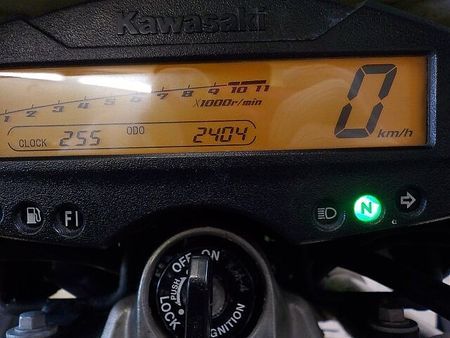 Kawasaki
1 2 3 4 5 6 7 8 9 10 11
X1000r/min
0
km/h
CLOCK 255 ODO 2404
FI N
OFF ON
PUSH
LOCK IGNITION